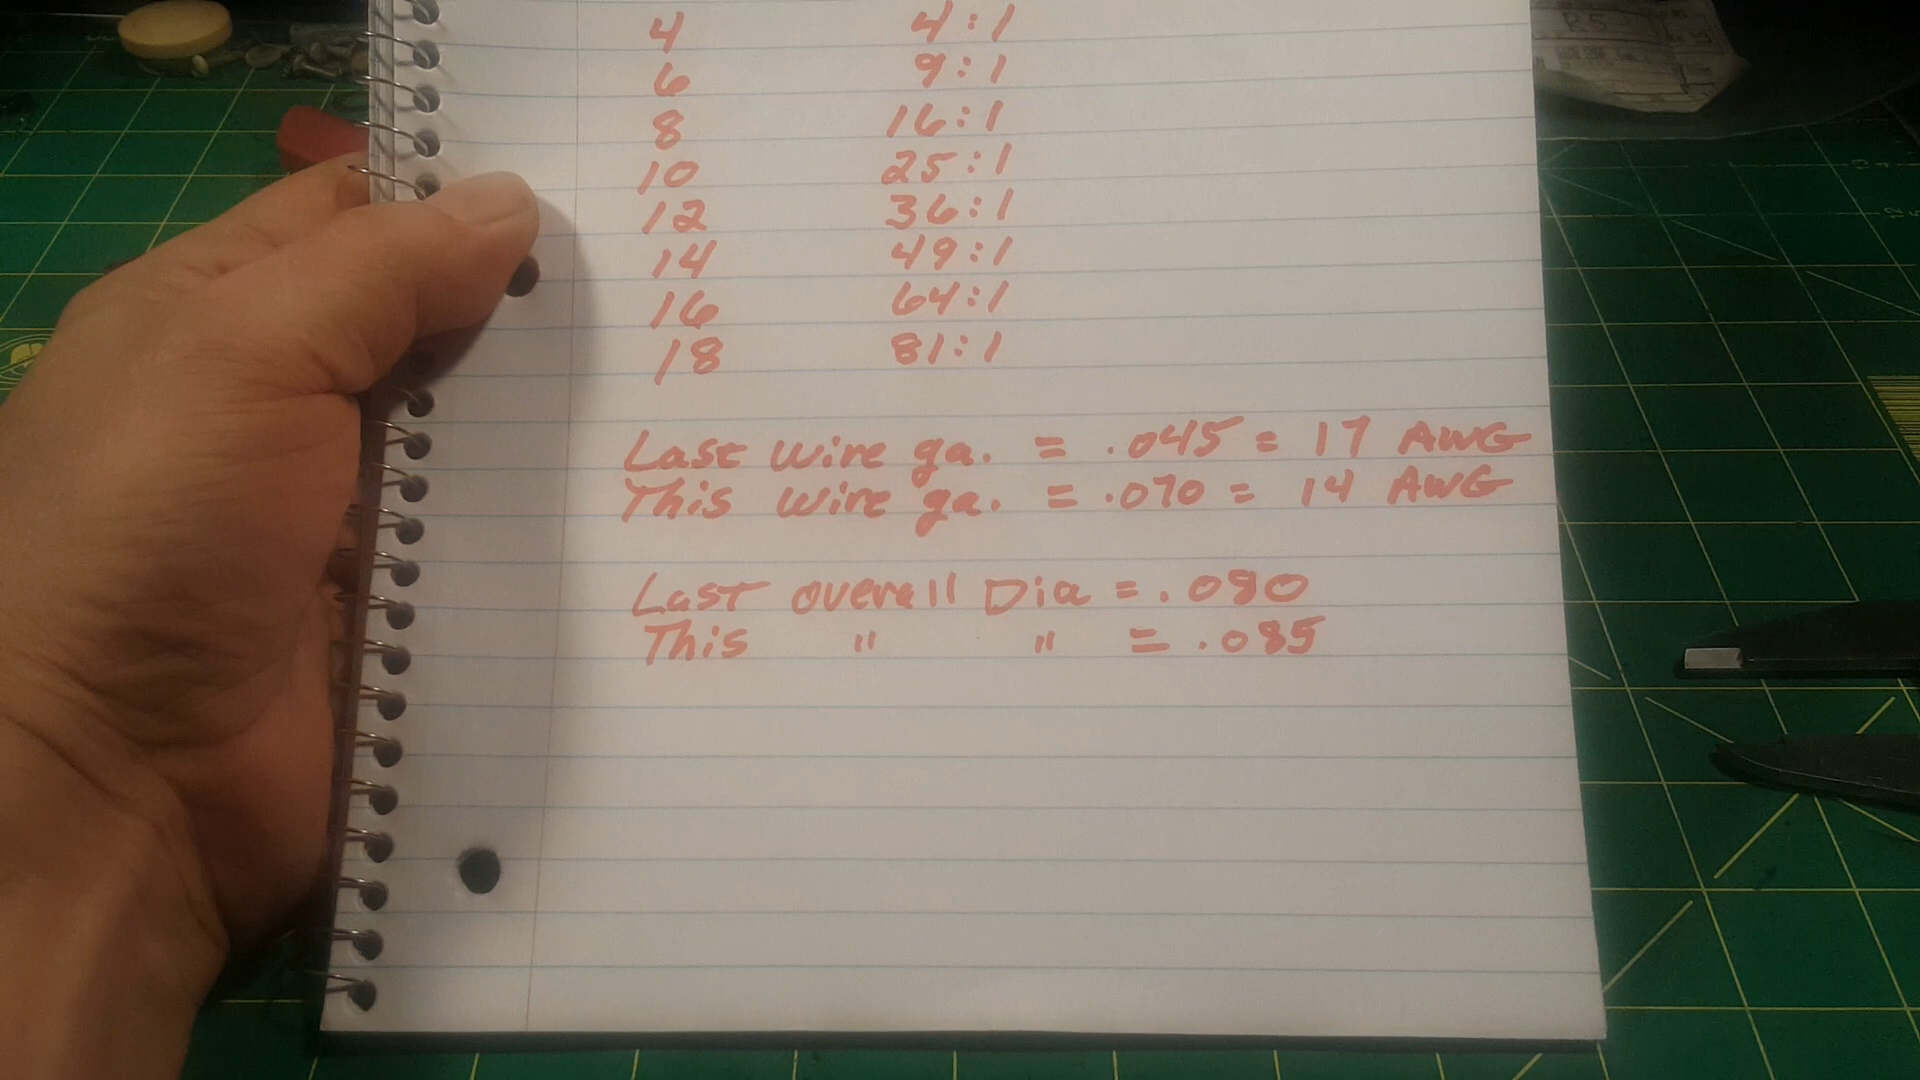 4 4:1
6 9:1
8 16:1
10 25:1
12 36:1
14 49:1
16 64:1
18 81:1
Last wire ga. = .045 = 17 AWG
This wire ga. = .070 = 14 AWG
Last overall Dia = .080
This " " = .085